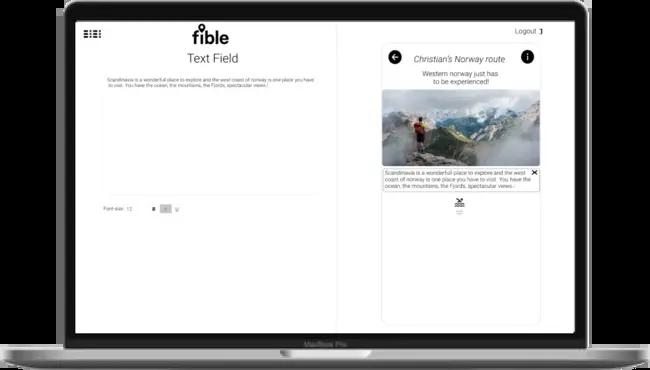 fible
Logout
Text Field
Scandinavia is a wonderful place to explore and the west coast of norway is one place you have
to visit. You have the ocean, the mountains, the Fjords, spectacular views.
Font-size: 12
B
U
Christian's Norway route
i
Western norway just has
to be experienced!
Scandinavia is a wonderfull place to explore and the west
coast of norway is one place you have to visit. You have the
ocean, the mountains, the Fjords, spectacular views.
MacBook Pro